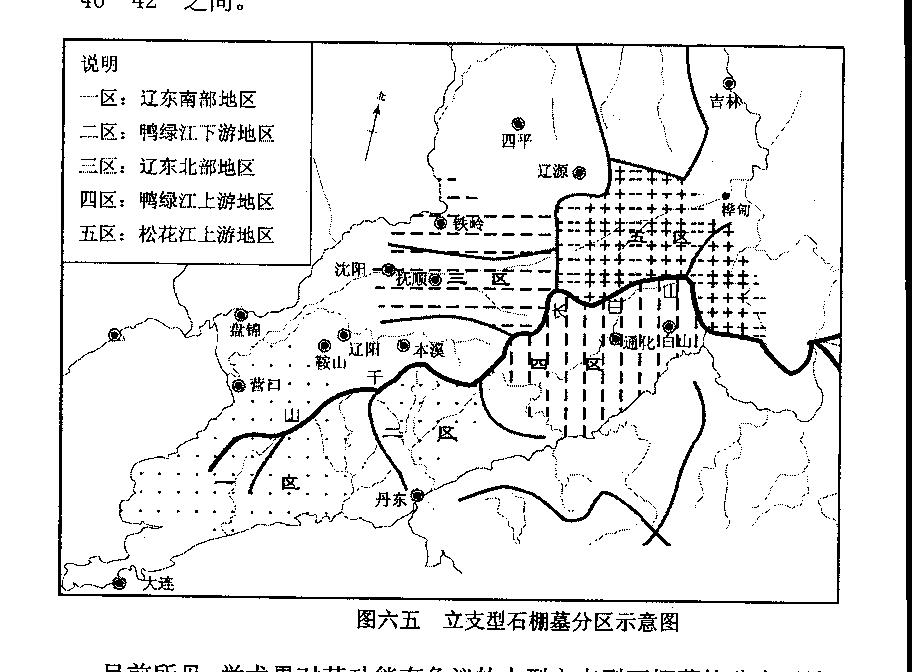 之间。
说明
一区：辽东南部地区
二区：鸭绿江下游地区
三区：辽东北部地区
四区：鸭绿江上游地区
五区：松花江上游地区
北
吉林
四平
辽源
桦甸
铁岭
五 区
沈阳
抚顺
三 区
长 白 山
盘锦
通化
白山
辽阳
鞍山
本溪
四 区
营口
千
山
二 区
一 区
丹东
大连
图六五 立支型石棚墓分区示意图